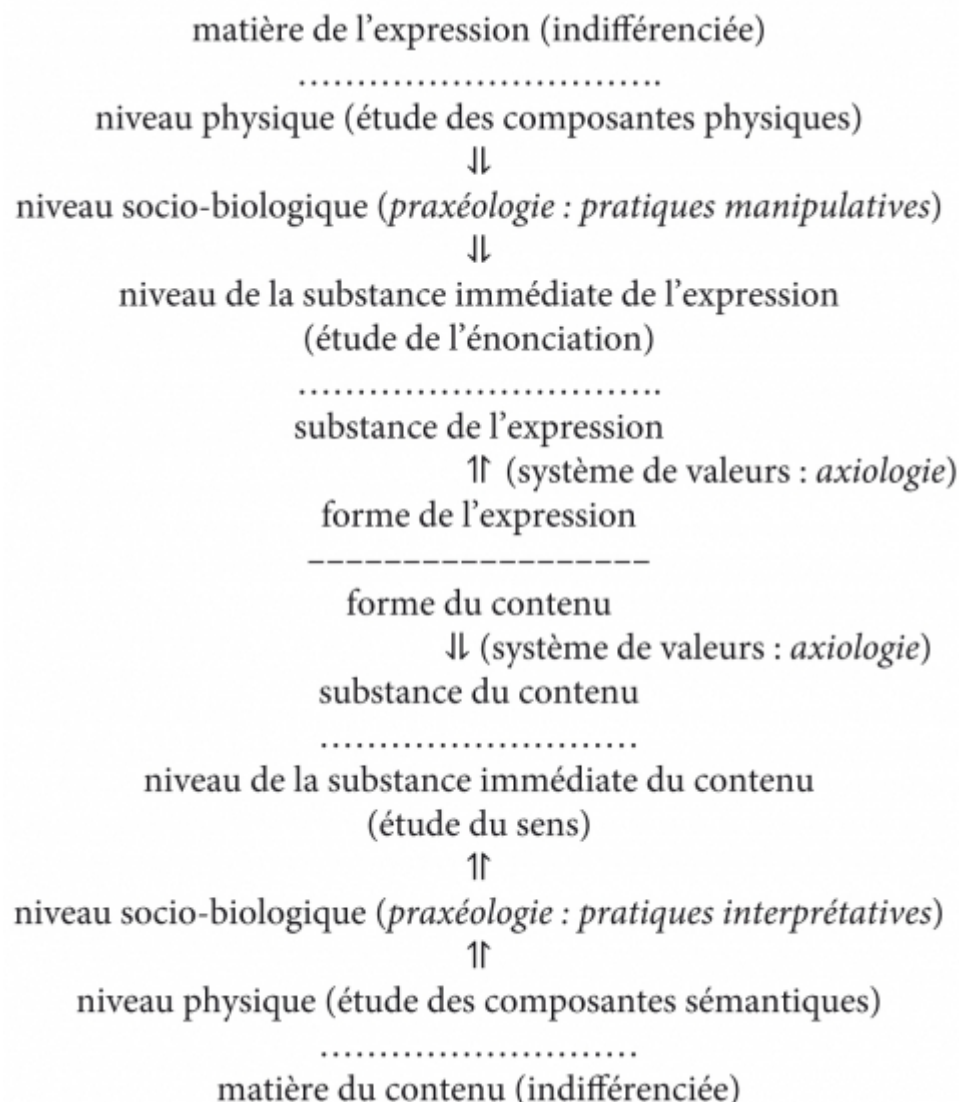 matière de l’expression (indifférenciée)
…………………………….
niveau physique (étude des composantes physiques)
⥥
niveau socio-biologique (praxéologie : pratiques manipulatives)
⥥
niveau de la substance immédiate de l’expression
(étude de l’énonciation)
…………………………….
substance de l’expression
⥣ (système de valeurs : axiologie)
forme de l’expression
––––––––––––––––––
forme du contenu
⥥ (système de valeurs : axiologie)
substance du contenu
………………………
niveau de la substance immédiate du contenu
(étude du sens)
⥣
niveau socio-biologique (praxéologie : pratiques interprétatives)
⥣
niveau physique (étude des composantes sémantiques)
………………………
matière du contenu (indifférenciée)